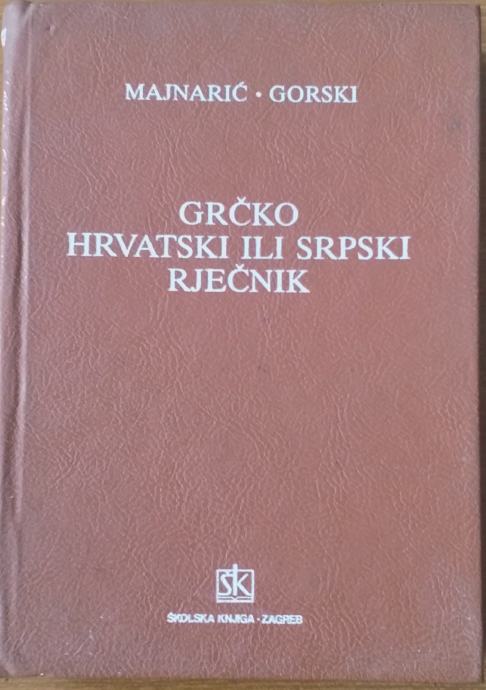 MAJNARIĆ • GORSKI
GRČKO
HRVATSKI ILI SRPSKI
RJEČNIK
ŠK
ŠKOLSKA KNJIGA • ZAGREB